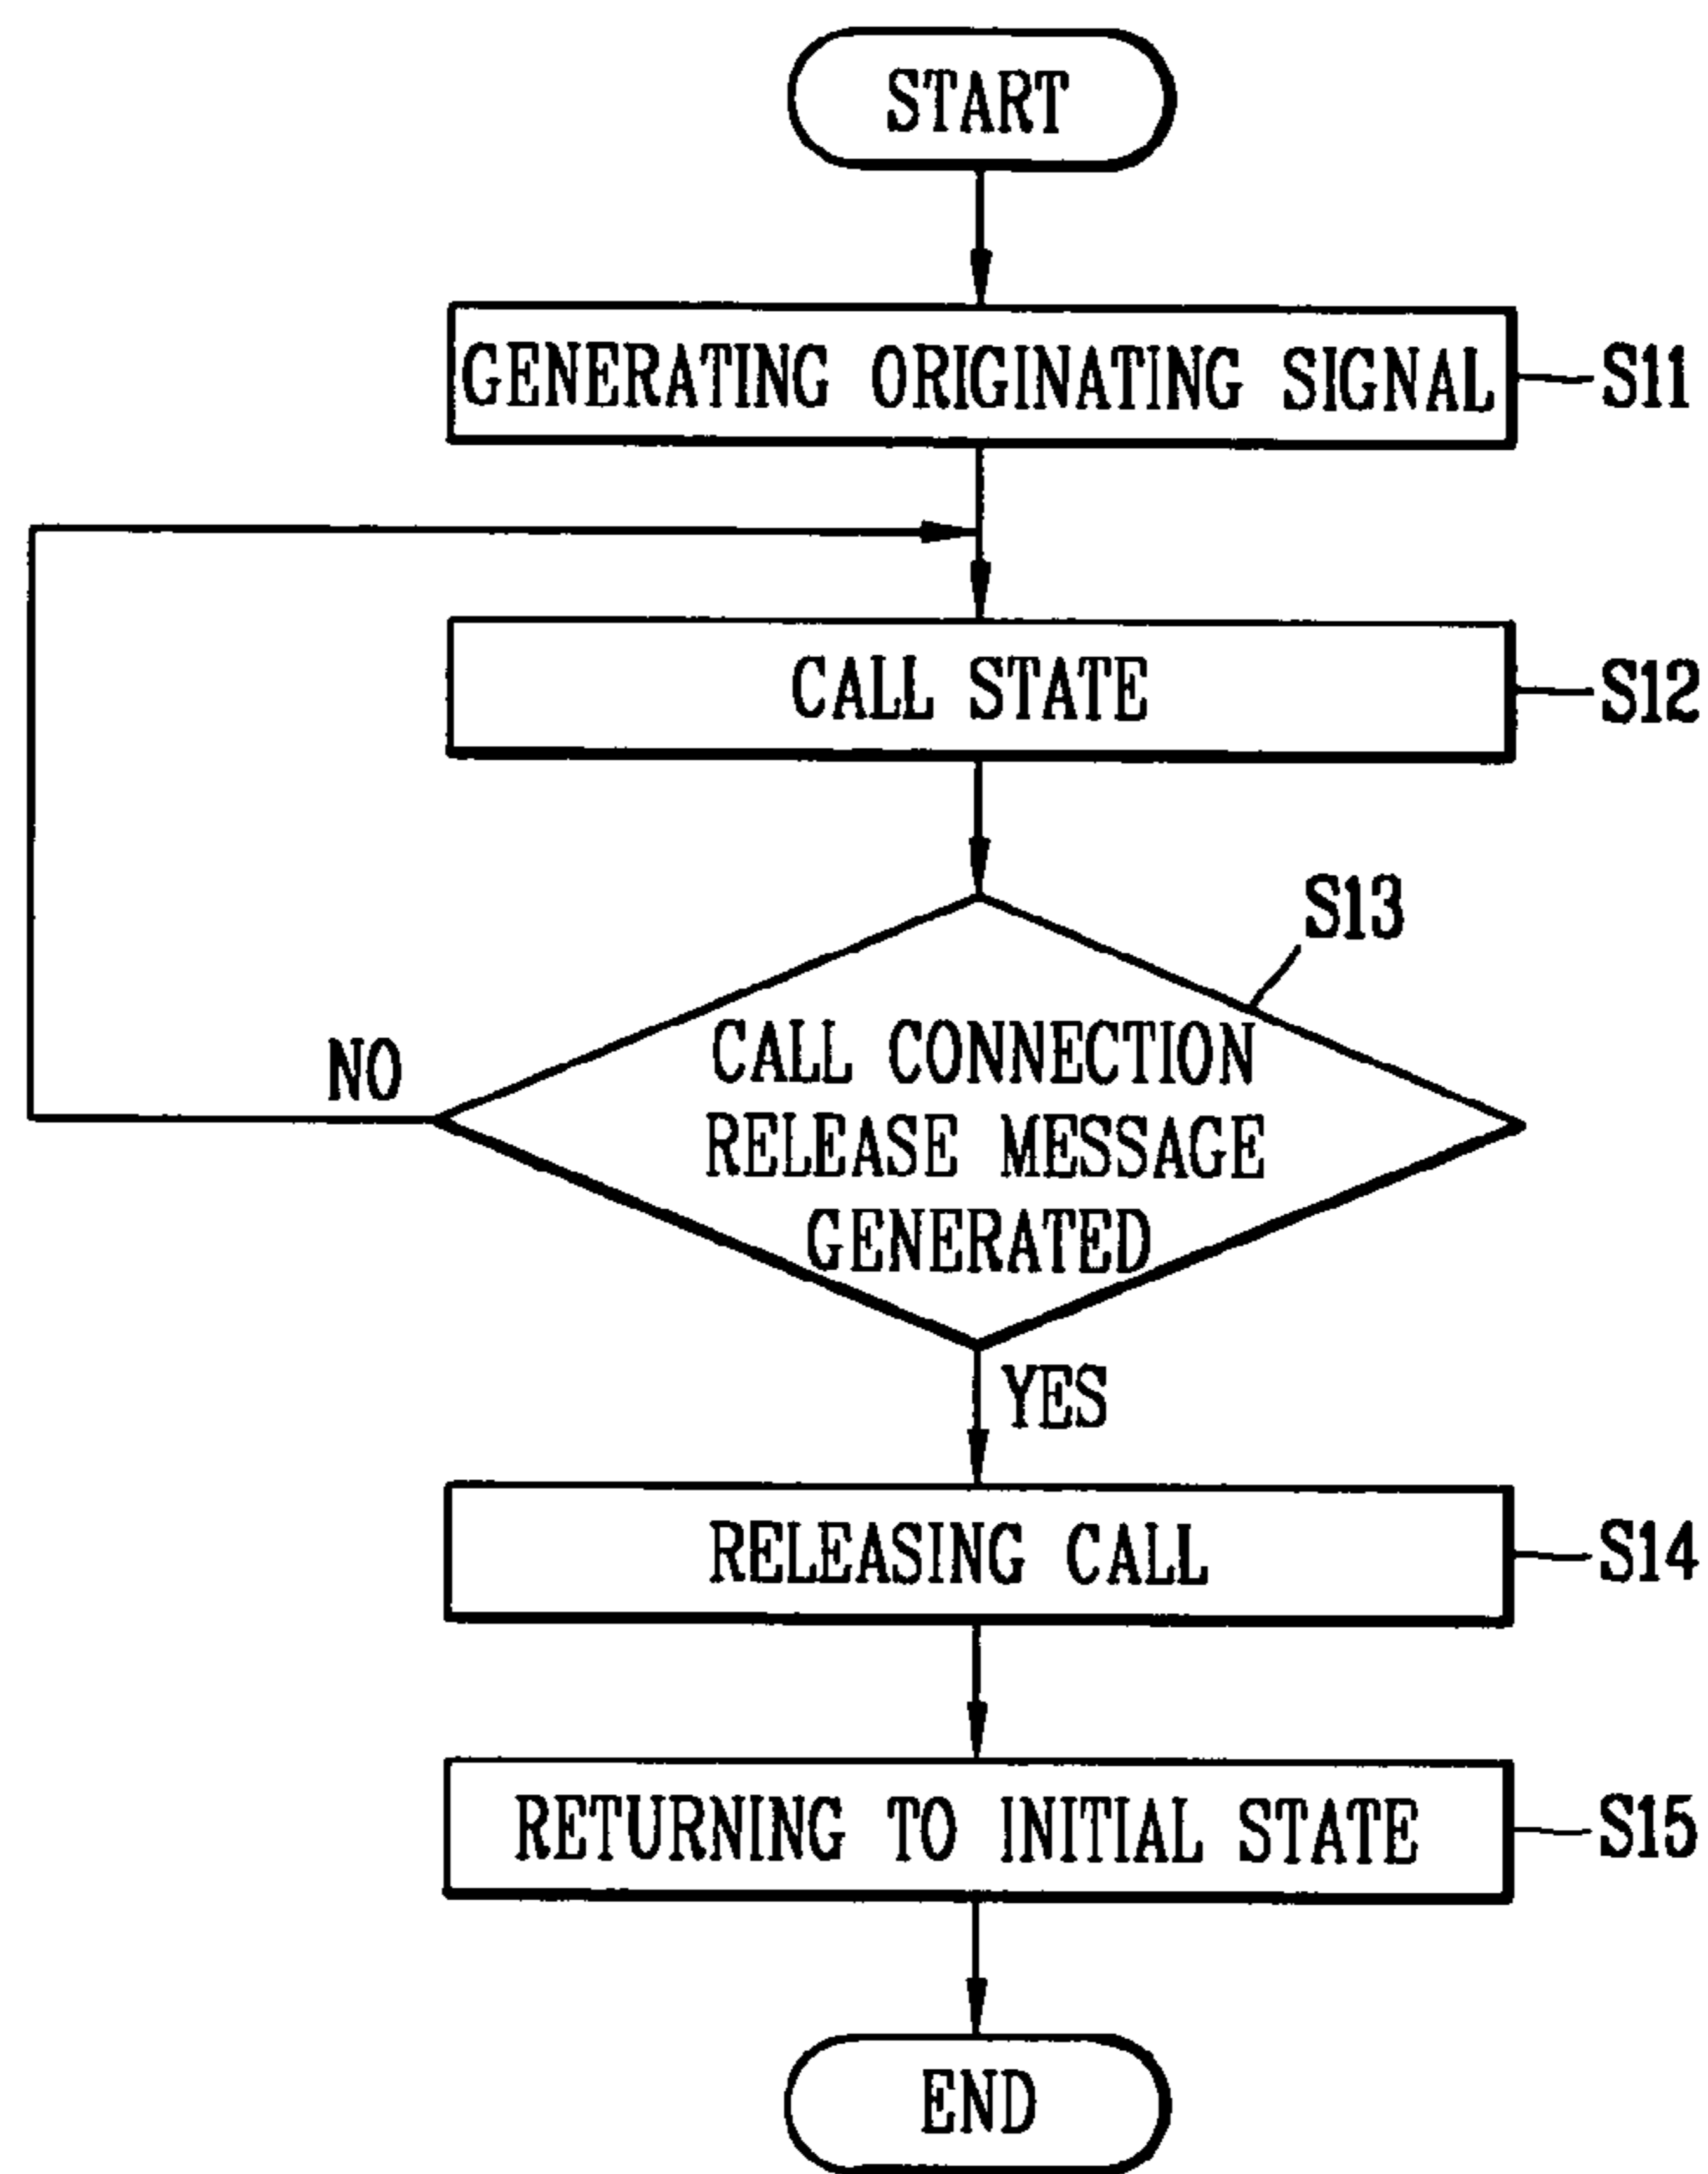 START
GENERATING ORIGINATING SIGNAL
S11
CALL STATE
S12
S13
CALL CONNECTION
RELEASE MESSAGE
GENERATED
NO
YES
RELEASING CALL
S14
RETURNING TO INITIAL STATE
S15
END